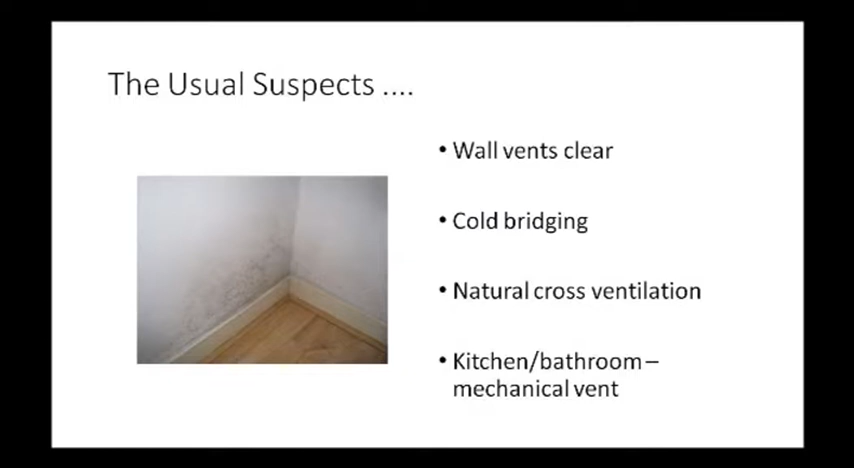 The Usual Suspects ....
• Wall vents clear
• Cold bridging
• Natural cross ventilation
• Kitchen/bathroom –
mechanical vent